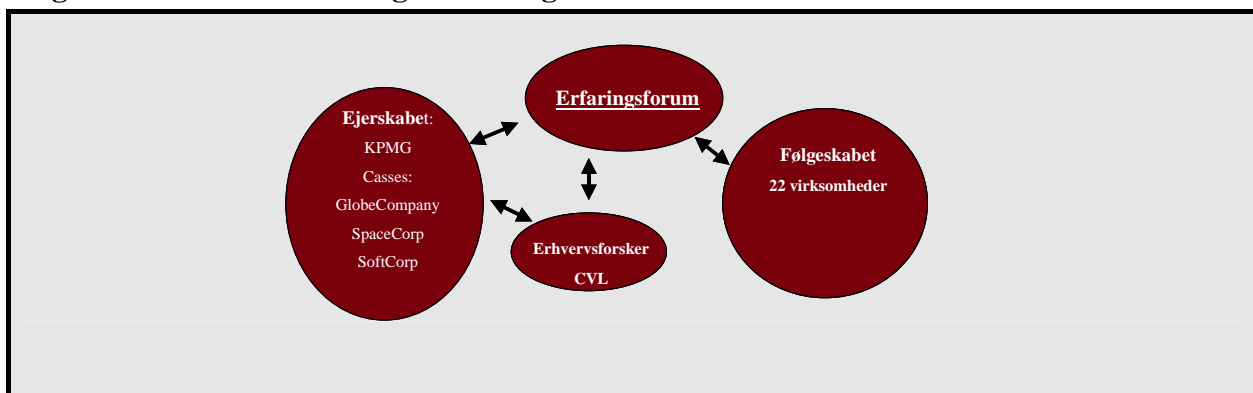 Erfaringsforum
Ejerskabet:
KPMG
Casses:
GlobeCompany
SpaceCorp
SoftCorp
Erhvervsforsker
CVL
Følgeskabet
22 virksomheder